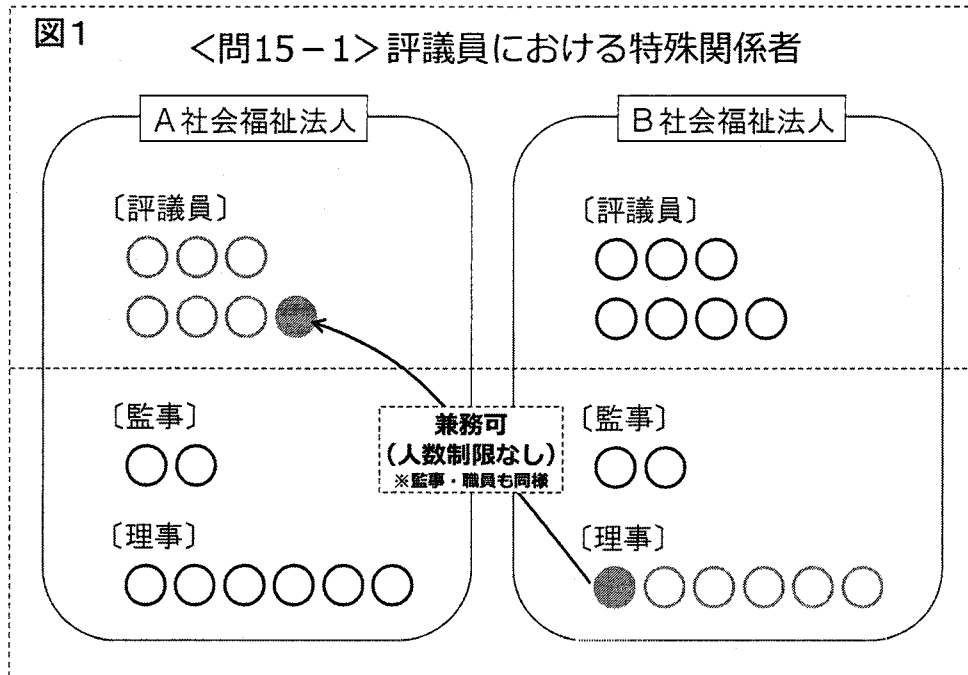 図1
＜問15－1＞評議員における特殊関係者
A社会福祉法人
B社会福祉法人
〔評議員〕
〔評議員〕
〔監事〕
〔監事〕
兼務可
（人数制限なし）
※監事・職員も同様
〔理事〕
〔理事〕